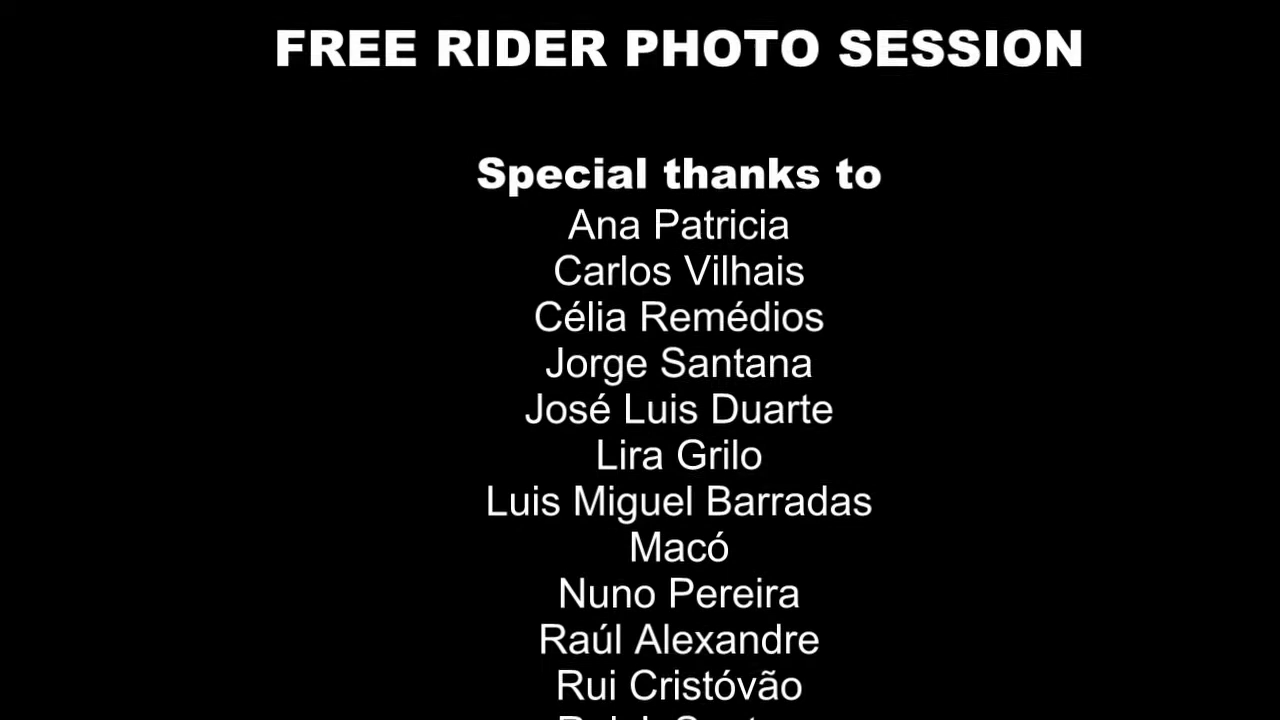 FREE RIDER PHOTO SESSION
Special thanks to
Ana Patricia
Carlos Vilhais
Célia Remédios
Jorge Santana
José Luis Duarte
Lira Grilo
Luis Miguel Barradas
Macó
Nuno Pereira
Raúl Alexandre
Rui Cristóvão